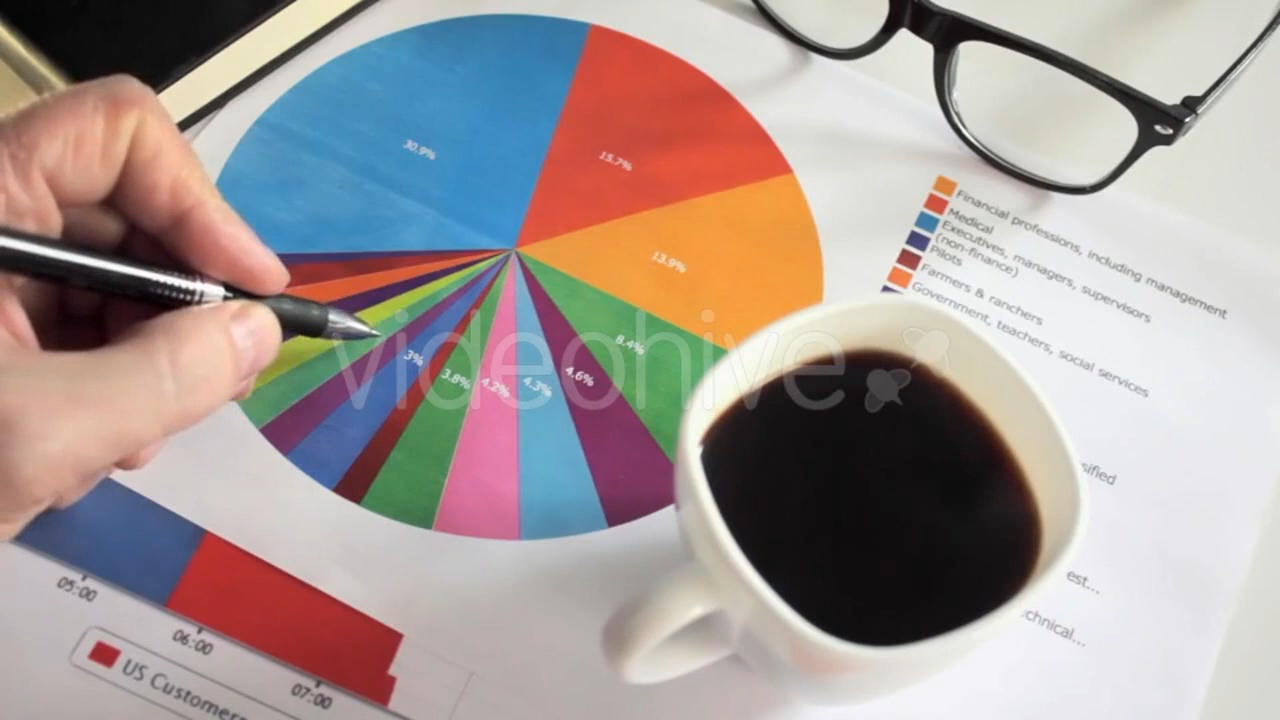 30.9%
15.7%
13.9%
8.4%
4.6%
4.3%
4.2%
3.8%
3%
videohive
Financial professions, including management
Medical
Executives, managers, supervisors
(non-finance)
Pilots
Farmers & ranchers
Government, teachers, social services
sified
est...
chnical...
05:00
06:00
07:00
US Customers